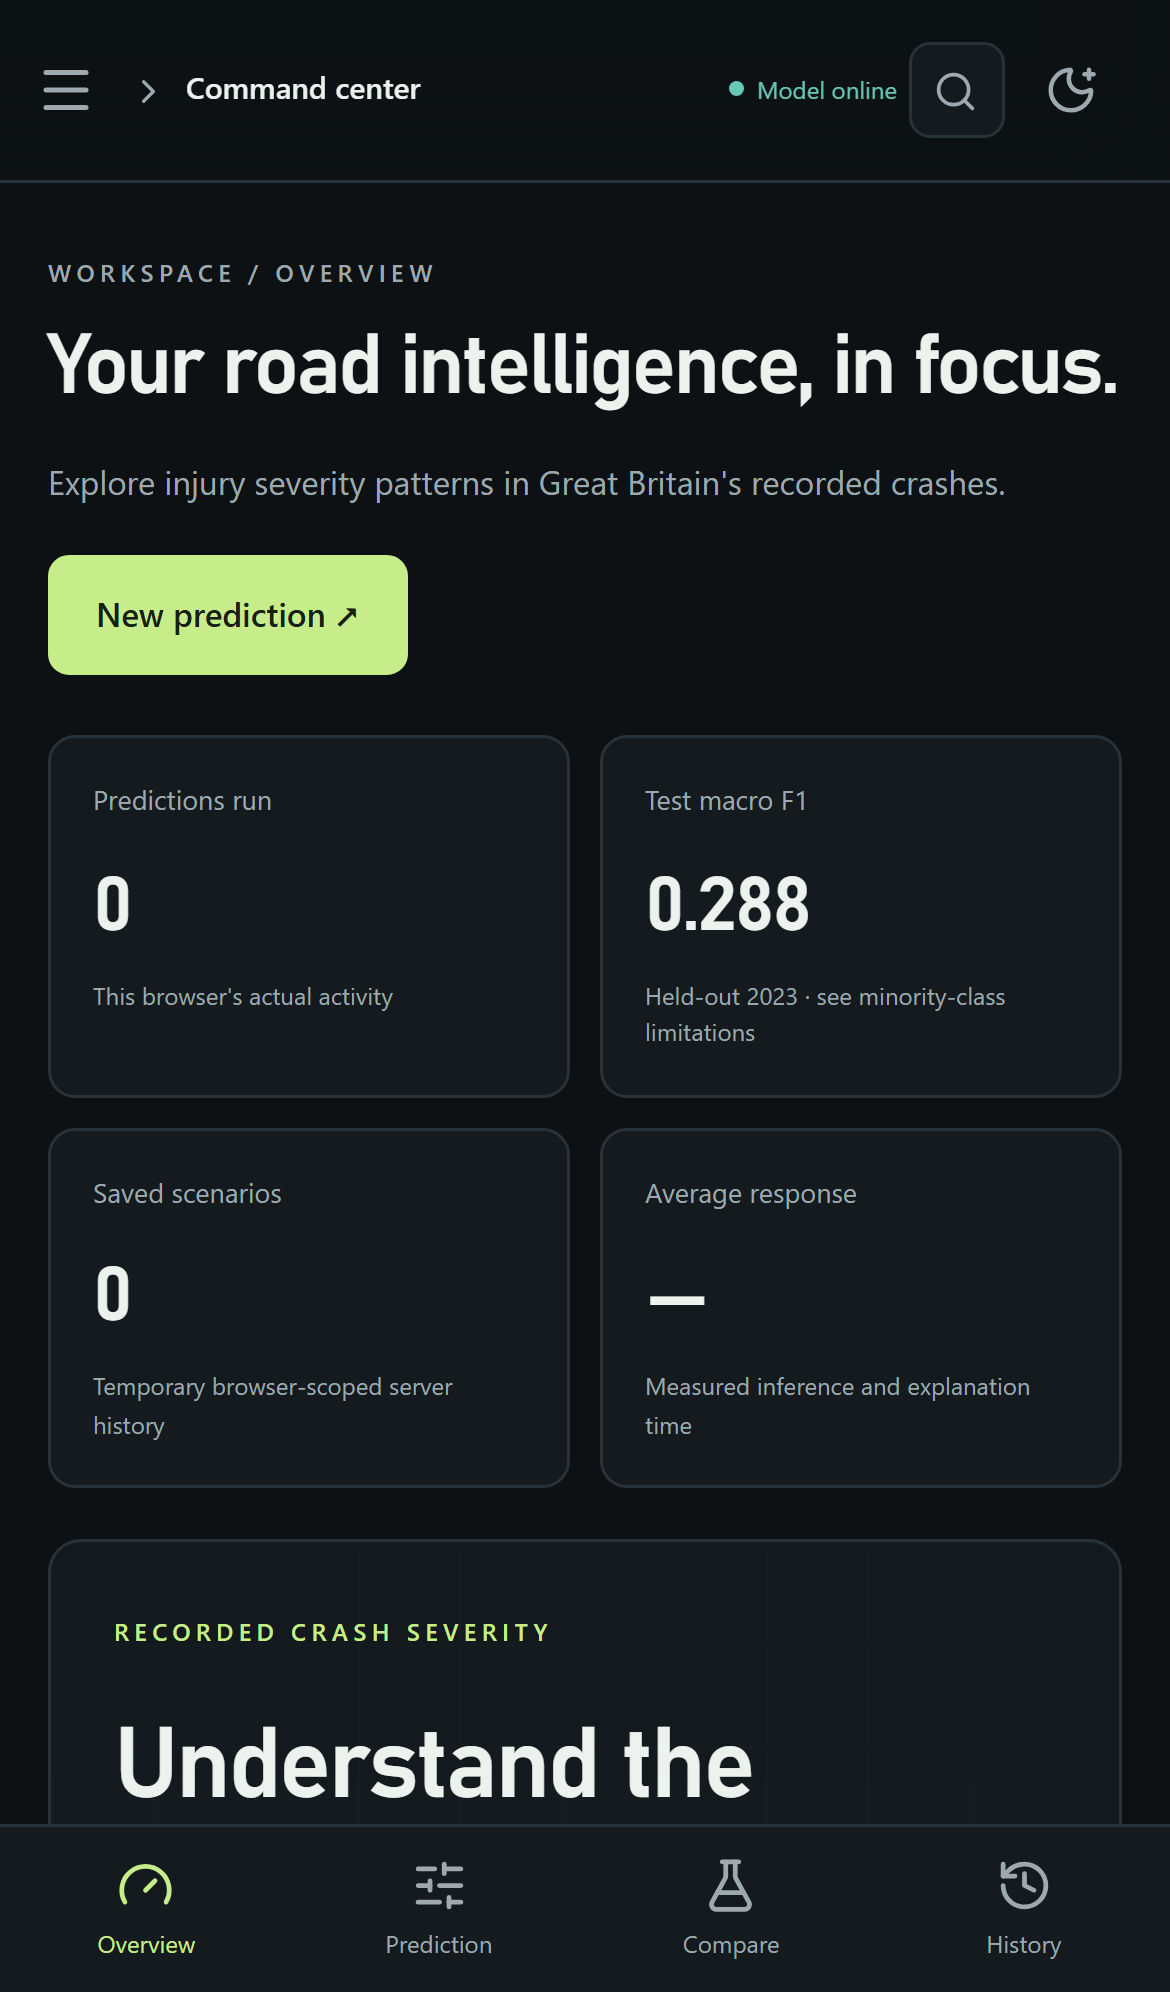 Command center
Model online
WORKSPACE / OVERVIEW
Your road intelligence, in focus.
Explore injury severity patterns in Great Britain's recorded crashes.
New prediction ↗
Predictions run
0
This browser's actual activity
Test macro F1
0.288
Held-out 2023 · see minority-class
limitations
Saved scenarios
0
Temporary browser-scoped server
history
Average response
—
Measured inference and explanation
time
RECORDED CRASH SEVERITY
Understand the
Overview
Prediction
Compare
History